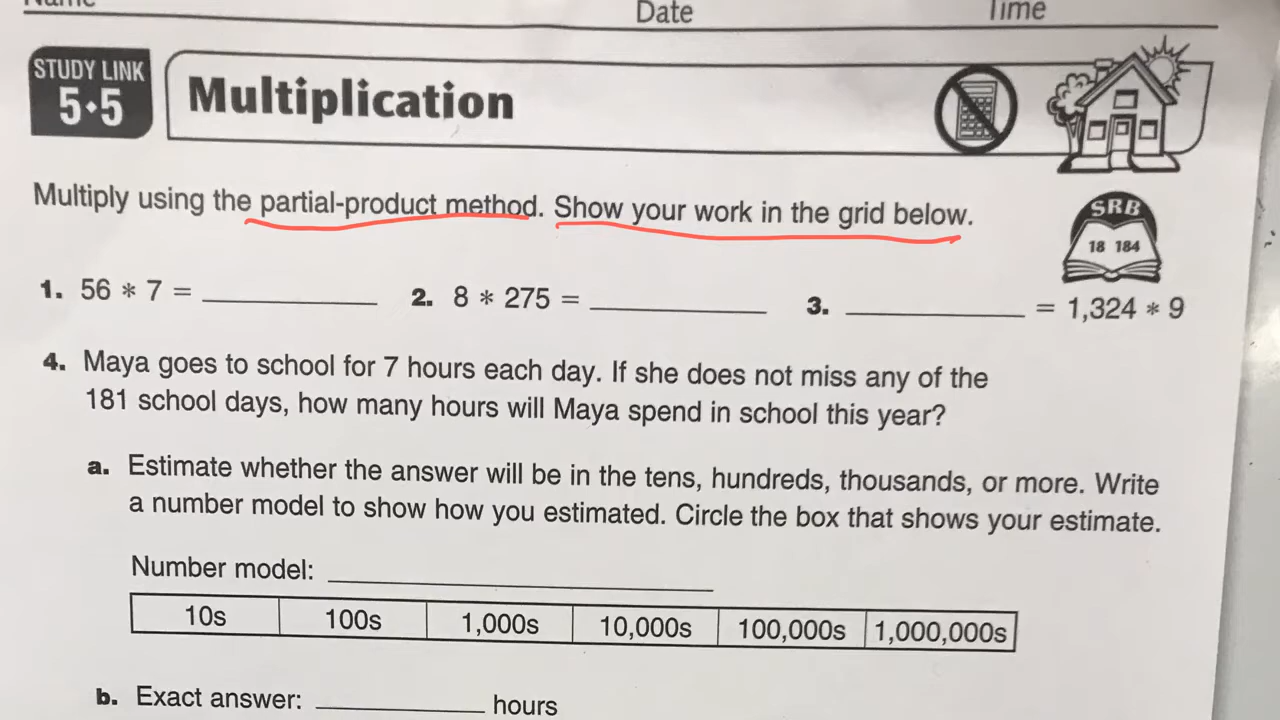 Name Date Time
STUDY LINK
5•5
Multiplication
Multiply using the partial-product method. Show your work in the grid below.
SRB
18 184
1. 56 * 7 = ____________ 2. 8 * 275 = ____________ 3. ____________ = 1,324 * 9
4. Maya goes to school for 7 hours each day. If she does not miss any of the
181 school days, how many hours will Maya spend in school this year?
a. Estimate whether the answer will be in the tens, hundreds, thousands, or more. Write
a number model to show how you estimated. Circle the box that shows your estimate.
Number model: ____________
10s 100s 1,000s 10,000s 100,000s 1,000,000s
b. Exact answer: ____________ hours